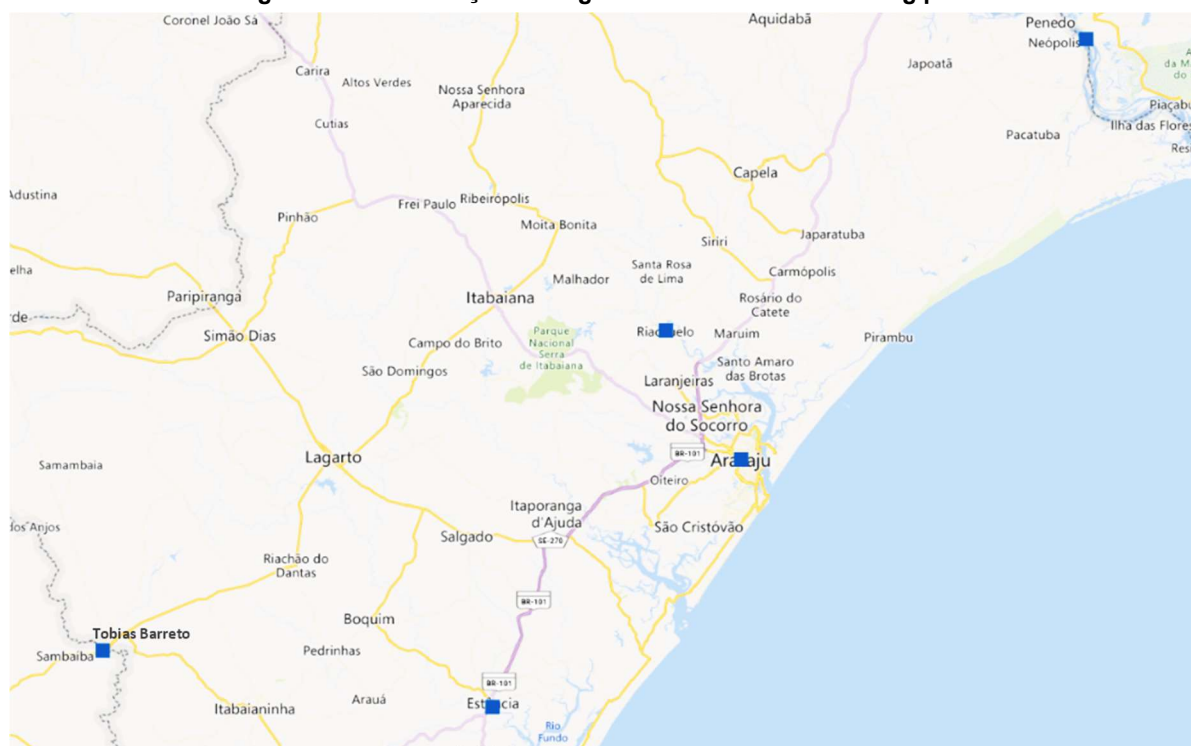 Coronel João Sá
Aquidabã
Penedo
Neópolis
Japoatã
Carira
Altos Verdes
Nossa Senhora
Aparecida
Piaçabu
Ilha das Flores
Cutias
Pacatuba
Capela
Adustina
Ribeirópolis
Frei Paulo
Pinhão
Moita Bonita
Japaratuba
Siriri
Santa Rosa
de Lima
Carmópolis
Malhador
Paripiranga
Itabaiana
Rosário do
Catete
Simão Dias
Parque
Nacional
Serra
de Itabaiana
Maruim
Pirambu
Campo do Brito
São Domingos
Santo Amaro
das Brotas
Laranjeiras
Nossa Senhora
do Socorro
BR-101
Lagarto
Samambaia
Oiteiro
Itaporanga
d'Ajuda
São Cristóvão
dos Anjos
Salgado
SE-270
Riachão do
Dantas
BR-101
Boquim
Tobias Barreto
Sambaiba
Pedrinhas
BR-101
Arauá
Itabaianinha
Rio
Fundo